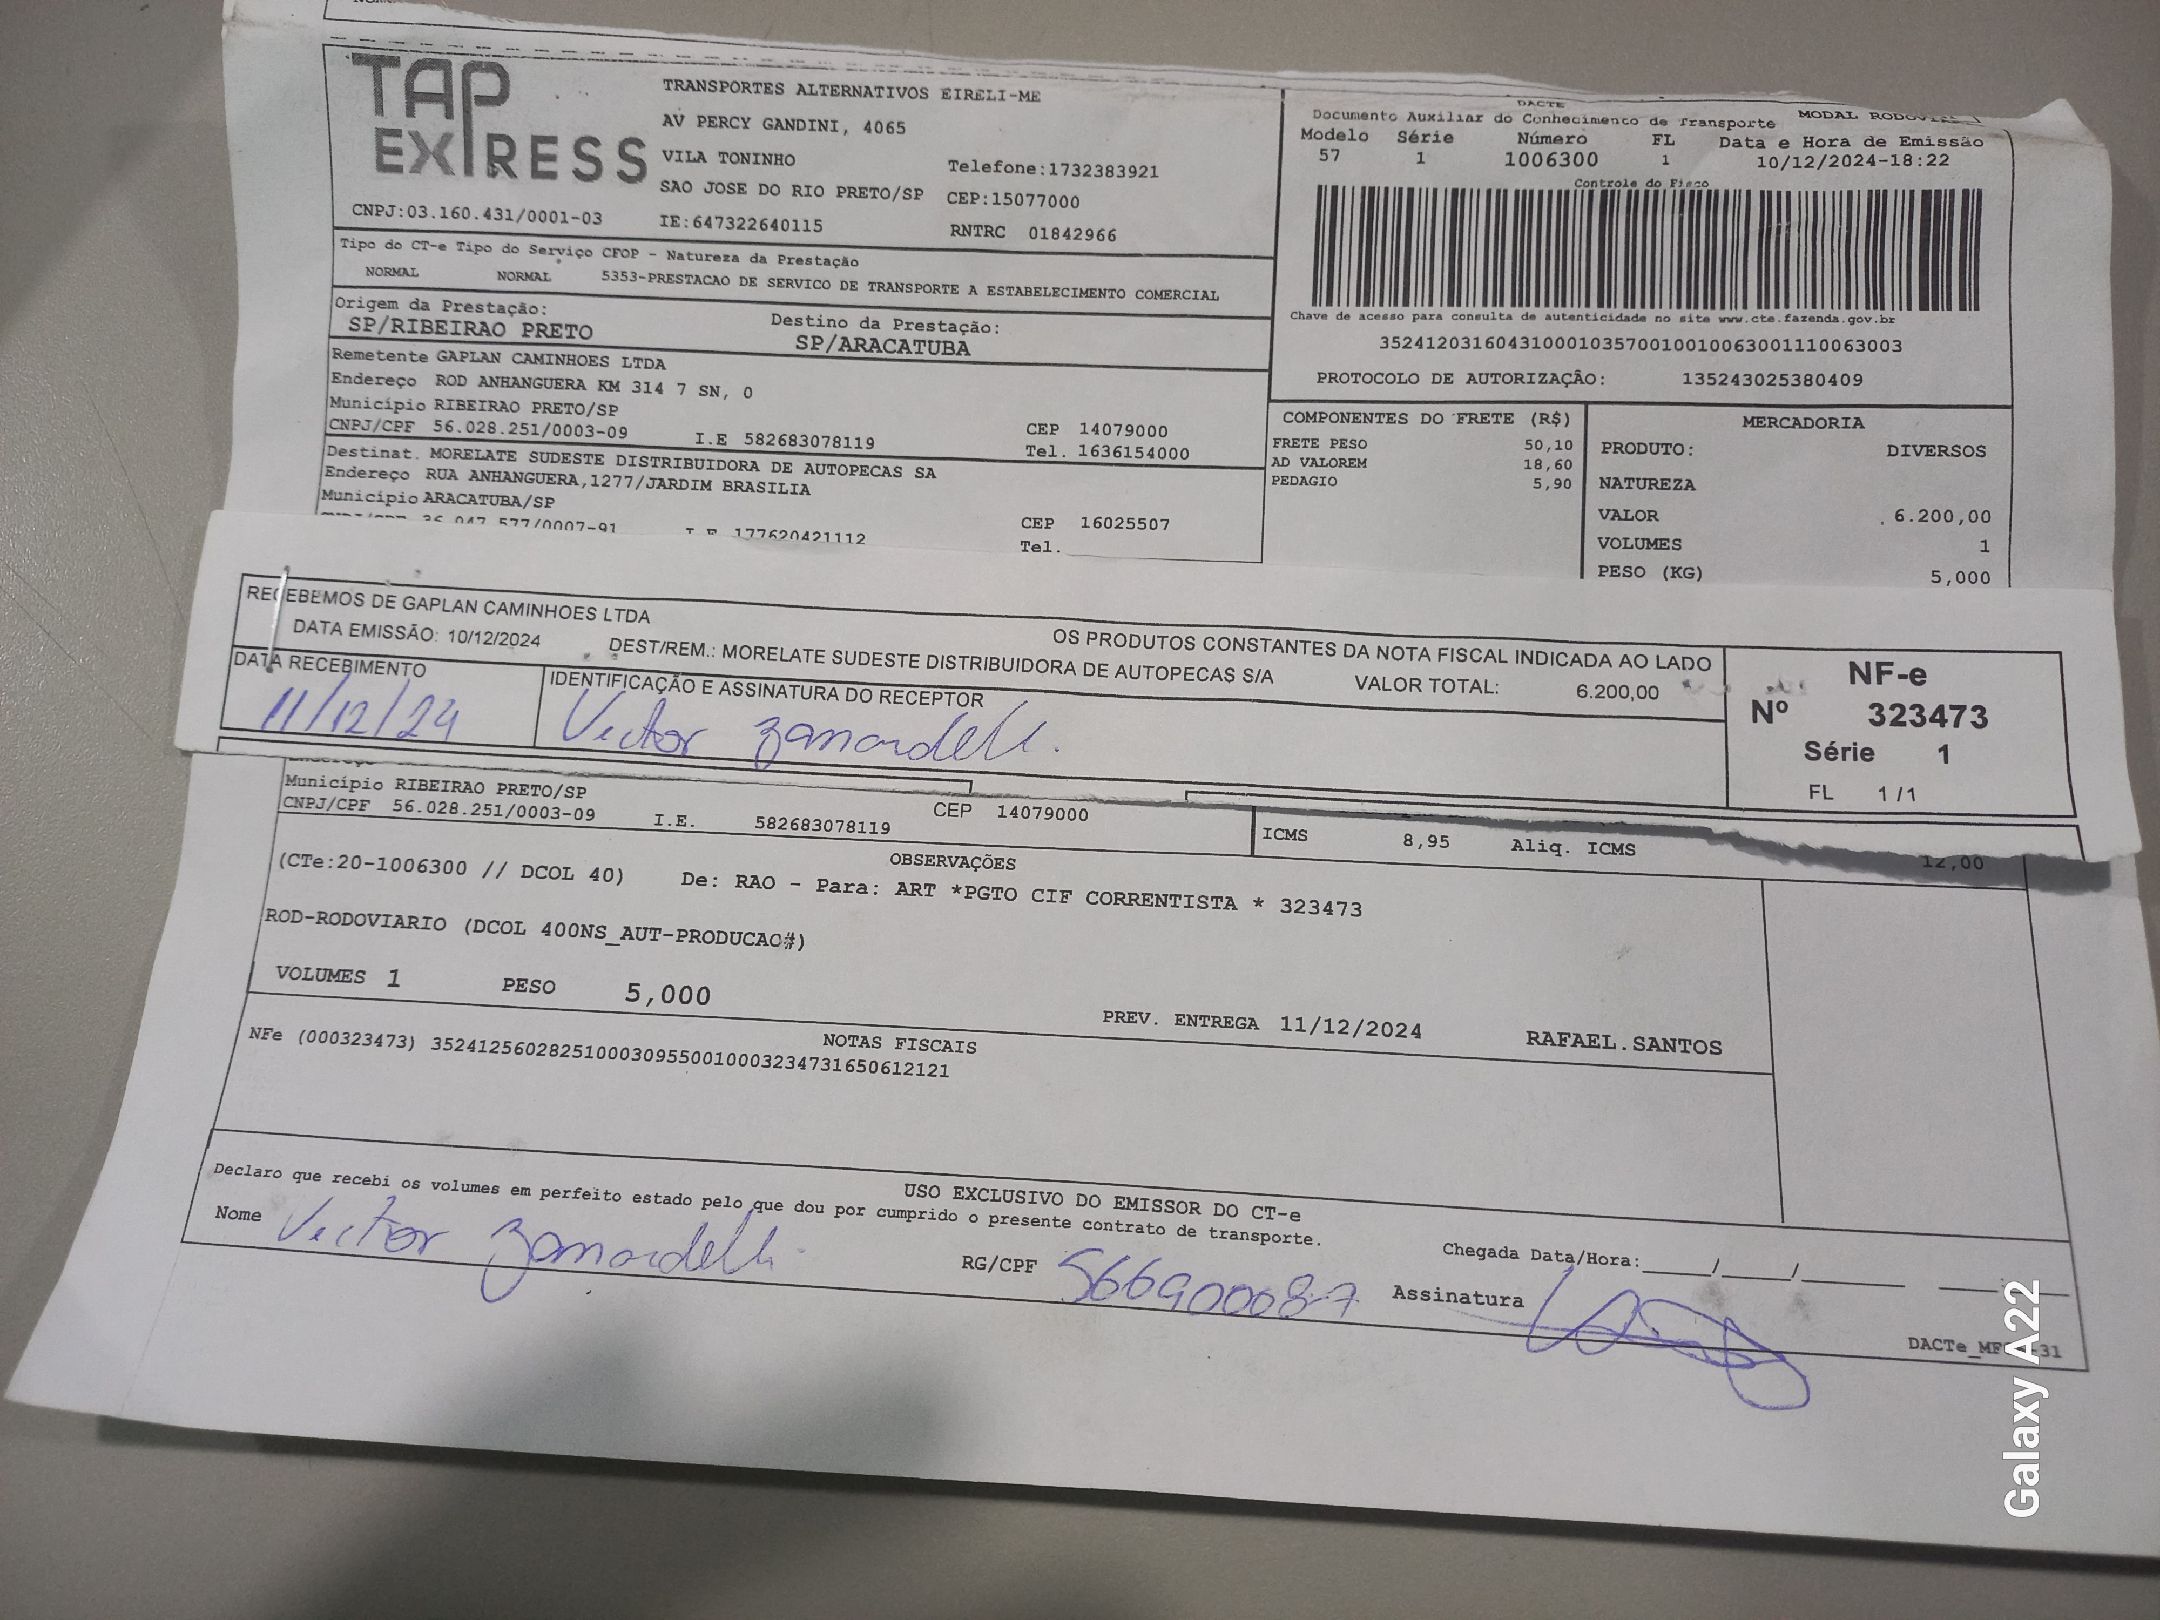 TAP EXPRESS
TRANSPORTES ALTERNATIVOS EIRELI-ME
AV PERCY GANDINI, 4065
VILA TONINHO
Telefone:1732383921
SAO JOSE DO RIO PRETO/SP CEP:15077000
CNPJ:03.160.431/0001-03 IE:647322640115 RNTRC 01842966
DACTE
Documento Auxiliar do Conhecimento de Transporte MODAL
Modelo Série Número FL Data e Hora de Emissão
57 1 1006300 1 10/12/2024-18:22
Controle do Fisco
Chave de acesso para consulta de autenticidade no site www.cte.fazenda.gov.br
35241203160431000103570010010063001110063003
PROTOCOLO DE AUTORIZAÇÃO: 135243025380409
Tipo do CT-e Tipo do Serviço CFOP - Natureza da Prestação
NORMAL NORMAL 5353-PRESTACAO DE SERVICO DE TRANSPORTE A ESTABELECIMENTO COMERCIAL
Origem da Prestação: Destino da Prestação:
SP/RIBEIRAO PRETO SP/ARACATUBA
Remetente GAPLAN CAMINHOES LTDA
Endereço ROD ANHANGUERA KM 314 7 SN, 0
Município RIBEIRAO PRETO/SP CEP 14079000
CNPJ/CPF 56.028.251/0003-09 I.E 582683078119 Tel. 1636154000
Destinat. MORELATE SUDESTE DISTRIBUIDORA DE AUTOPECAS SA
Endereço RUA ANHANGUERA,1277/JARDIM BRASILIA
Município ARACATUBA/SP CEP 16025507
36.047.577/0007-91 177620421112 Tel.
COMPONENTES DO FRETE (R$)
FRETE PESO 50,10
AD VALOREM 18,60
PEDAGIO 5,90
MERCADORIA
PRODUTO: DIVERSOS
NATUREZA
VALOR 6.200,00
VOLUMES 1
PESO (KG) 5,000
RECEBEMOS DE GAPLAN CAMINHOES LTDA OS PRODUTOS CONSTANTES DA NOTA FISCAL INDICADA AO LADO
DATA EMISSÃO: 10/12/2024 DEST/REM.: MORELATE SUDESTE DISTRIBUIDORA DE AUTOPECAS S/A VALOR TOTAL: 6.200,00
DATA RECEBIMENTO IDENTIFICAÇÃO E ASSINATURA DO RECEPTOR
11/12/24 Victor Zanardelli
NF-e
Nº 323473
Série 1
FL 1 /1
Município RIBEIRAO PRETO/SP CEP 14079000
CNPJ/CPF 56.028.251/0003-09 I.E. 582683078119
ICMS 8,95 Aliq. ICMS 12,00
OBSERVAÇÕES
(CTe:20-1006300 // DCOL 40) De: RAO - Para: ART *PGTO CIF CORRENTISTA * 323473
ROD-RODOVIARIO (DCOL 400NS_AUT-PRODUCAO#)
VOLUMES 1 PESO 5,000
PREV. ENTREGA 11/12/2024 RAFAEL.SANTOS
NOTAS FISCAIS
NFe (000323473) 35241256028251000309550010003234731650612121
USO EXCLUSIVO DO EMISSOR DO CT-e
Declaro que recebi os volumes em perfeito estado pelo que dou por cumprido o presente contrato de transporte.
Nome Victor Zanardelli RG/CPF 566900087 Assinatura
Chegada Data/Hora:_____/_____/_______ ____:____
Galaxy A22